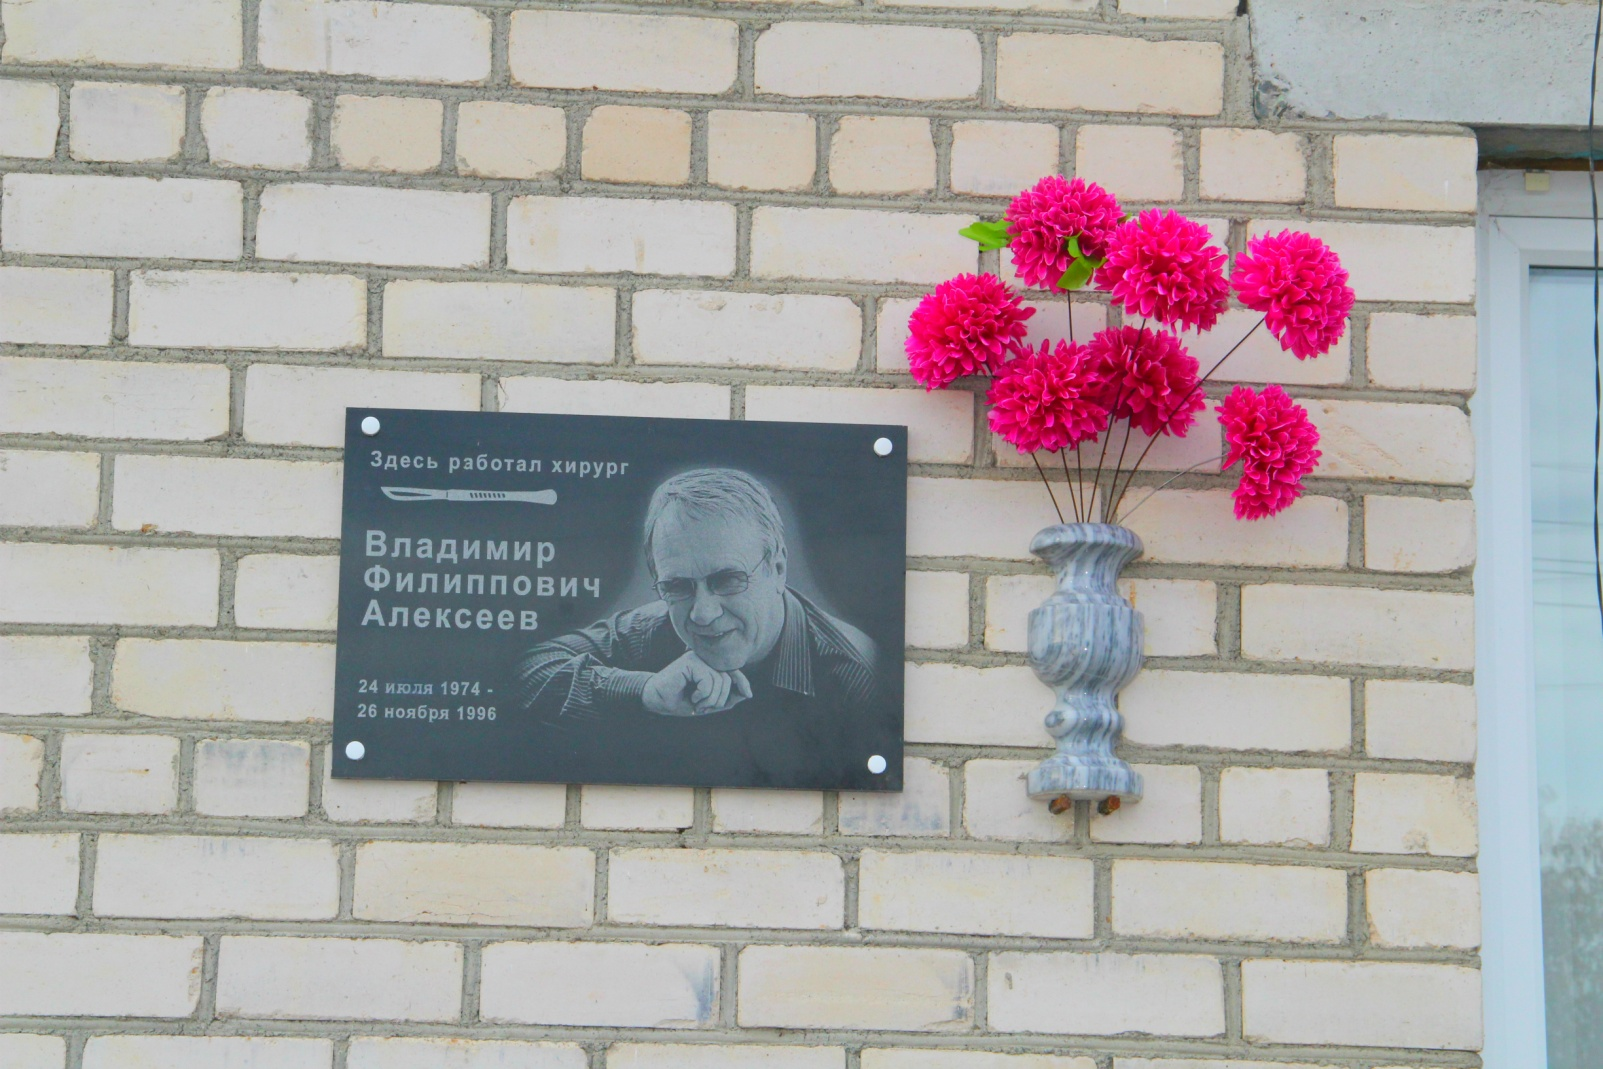 Здесь работал хирург
Владимир
Филиппович
Алексеев
24 июля 1974 -
26 ноября 1996